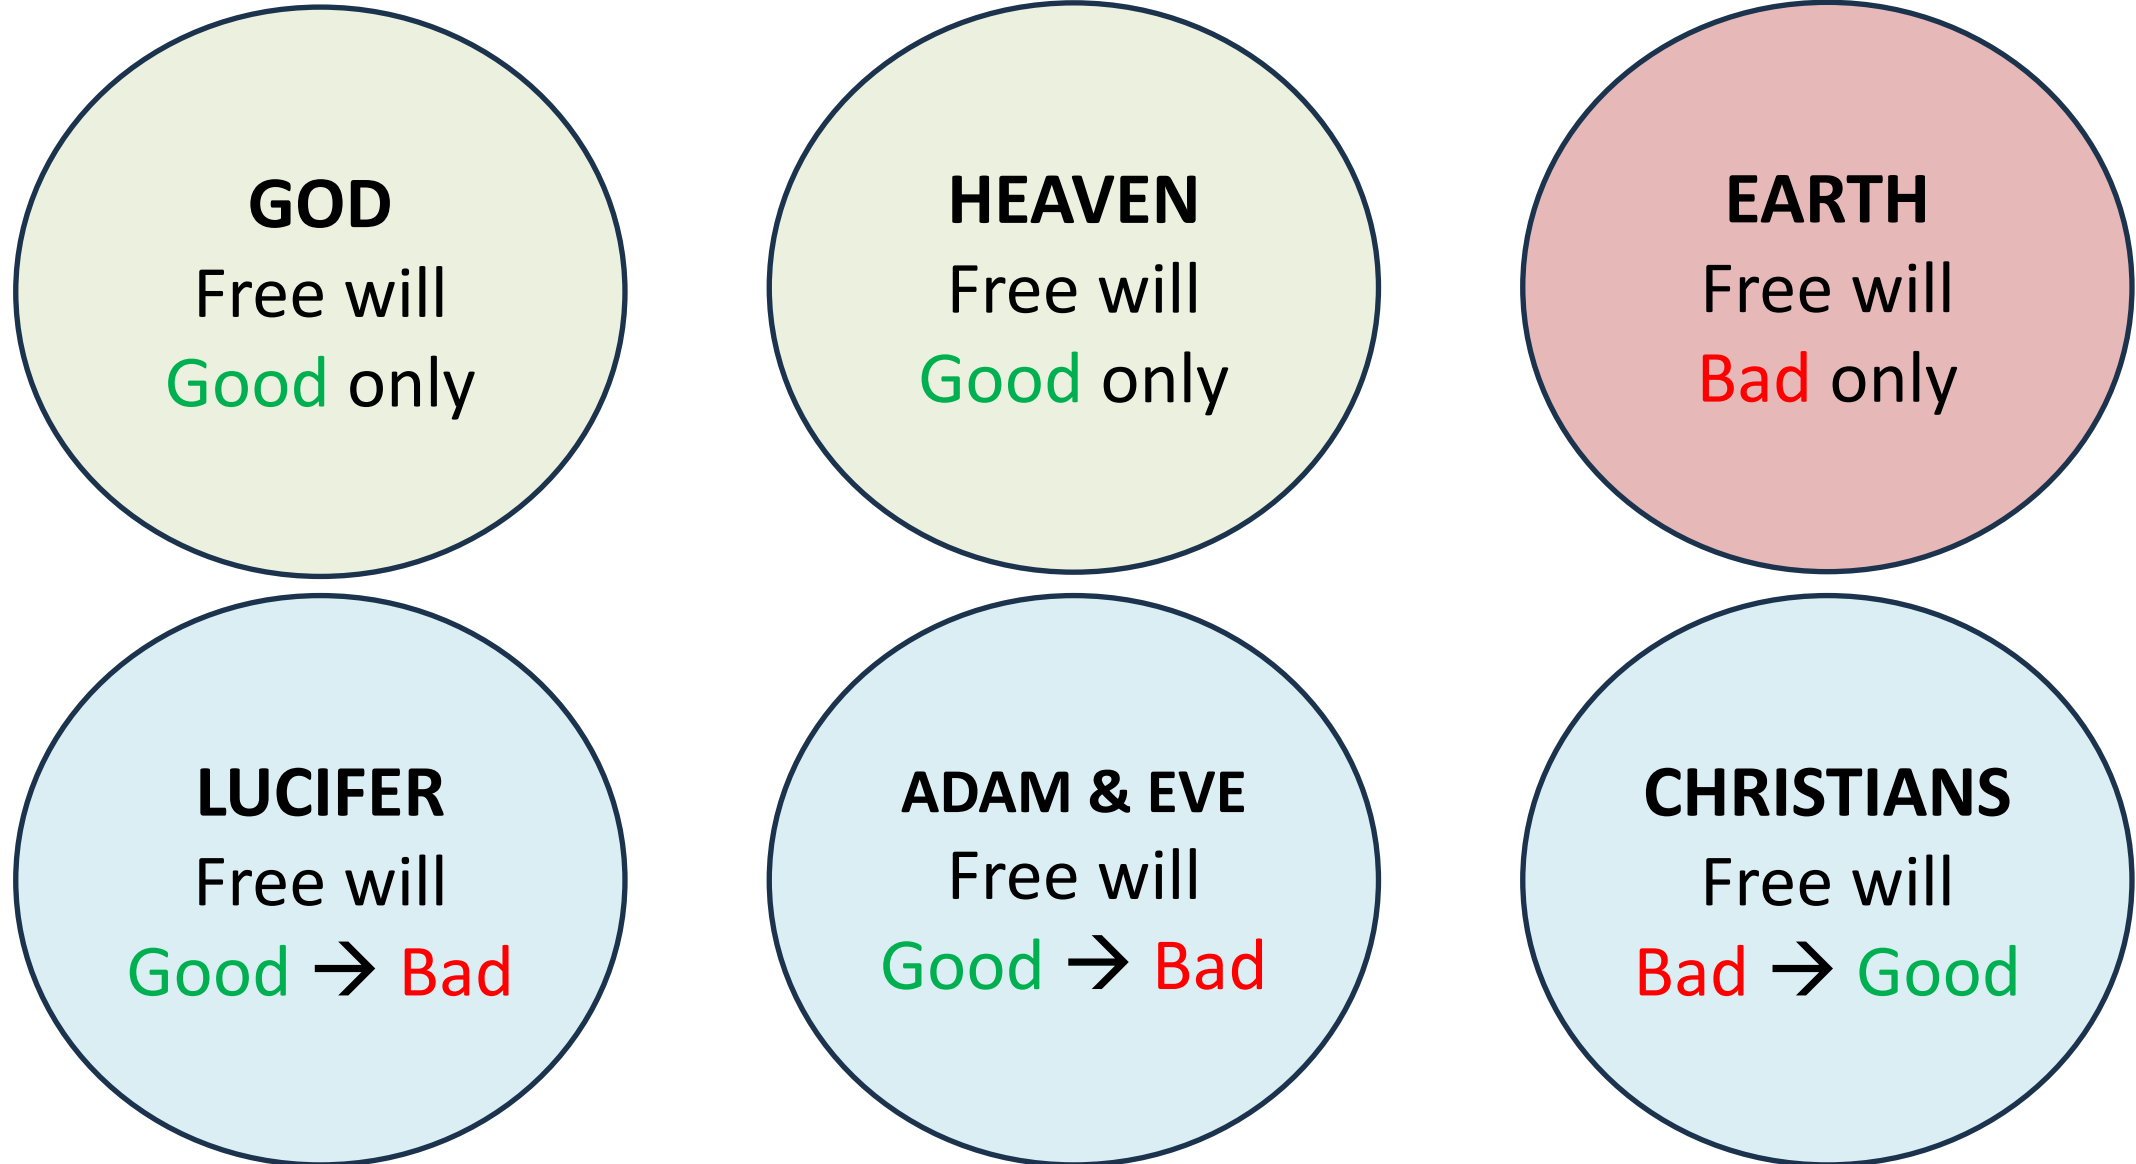 GOD
Free will
Good only
HEAVEN
Free will
Good only
EARTH
Free will
Bad only
LUCIFER
Free will
Good → Bad
ADAM & EVE
Free will
Good → Bad
CHRISTIANS
Free will
Bad → Good